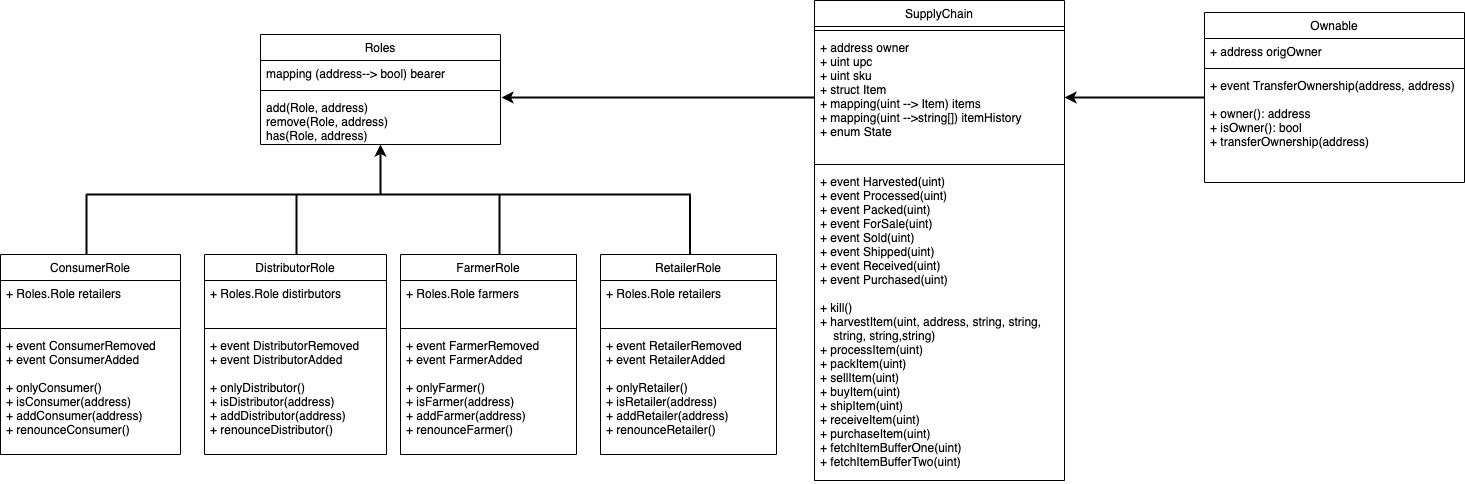 Roles
mapping (address--> bool) bearer
add(Role, address)
remove(Role, address)
has(Role, address)
SupplyChain
+ address owner
+ uint upc
+ uint sku
+ struct Item
+ mapping(uint --> Item) items
+ mapping(uint -->string[]) itemHistory
+ enum State
+ event Harvested(uint)
+ event Processed(uint)
+ event Packed(uint)
+ event ForSale(uint)
+ event Sold(uint)
+ event Shipped(uint)
+ event Received(uint)
+ event Purchased(uint)
+ kill()
+ harvestItem(uint, address, string, string,
string, string,string)
+ processItem(uint)
+ packItem(uint)
+ sellItem(uint)
+ buyItem(uint)
+ shipItem(uint)
+ receiveItem(uint)
+ purchaseItem(uint)
+ fetchItemBufferOne(uint)
+ fetchItemBufferTwo(uint)
Ownable
+ address origOwner
+ event TransferOwnership(address, address)
+ owner(): address
+ isOwner(): bool
+ transferOwnership(address)
ConsumerRole
+ Roles.Role retailers
+ event ConsumerRemoved
+ event ConsumerAdded
+ onlyConsumer()
+ isConsumer(address)
+ addConsumer(address)
+ renounceConsumer()
DistributorRole
+ Roles.Role distirbutors
+ event DistributorRemoved
+ event DistributorAdded
+ onlyDistributor()
+ isDistributor(address)
+ addDistributor(address)
+ renounceDistributor()
FarmerRole
+ Roles.Role farmers
+ event FarmerRemoved
+ event FarmerAdded
+ onlyFarmer()
+ isFarmer(address)
+ addFarmer(address)
+ renounceFarmer()
RetailerRole
+ Roles.Role retailers
+ event RetailerRemoved
+ event RetailerAdded
+ onlyRetailer()
+ isRetailer(address)
+ addRetailer(address)
+ renounceRetailer()